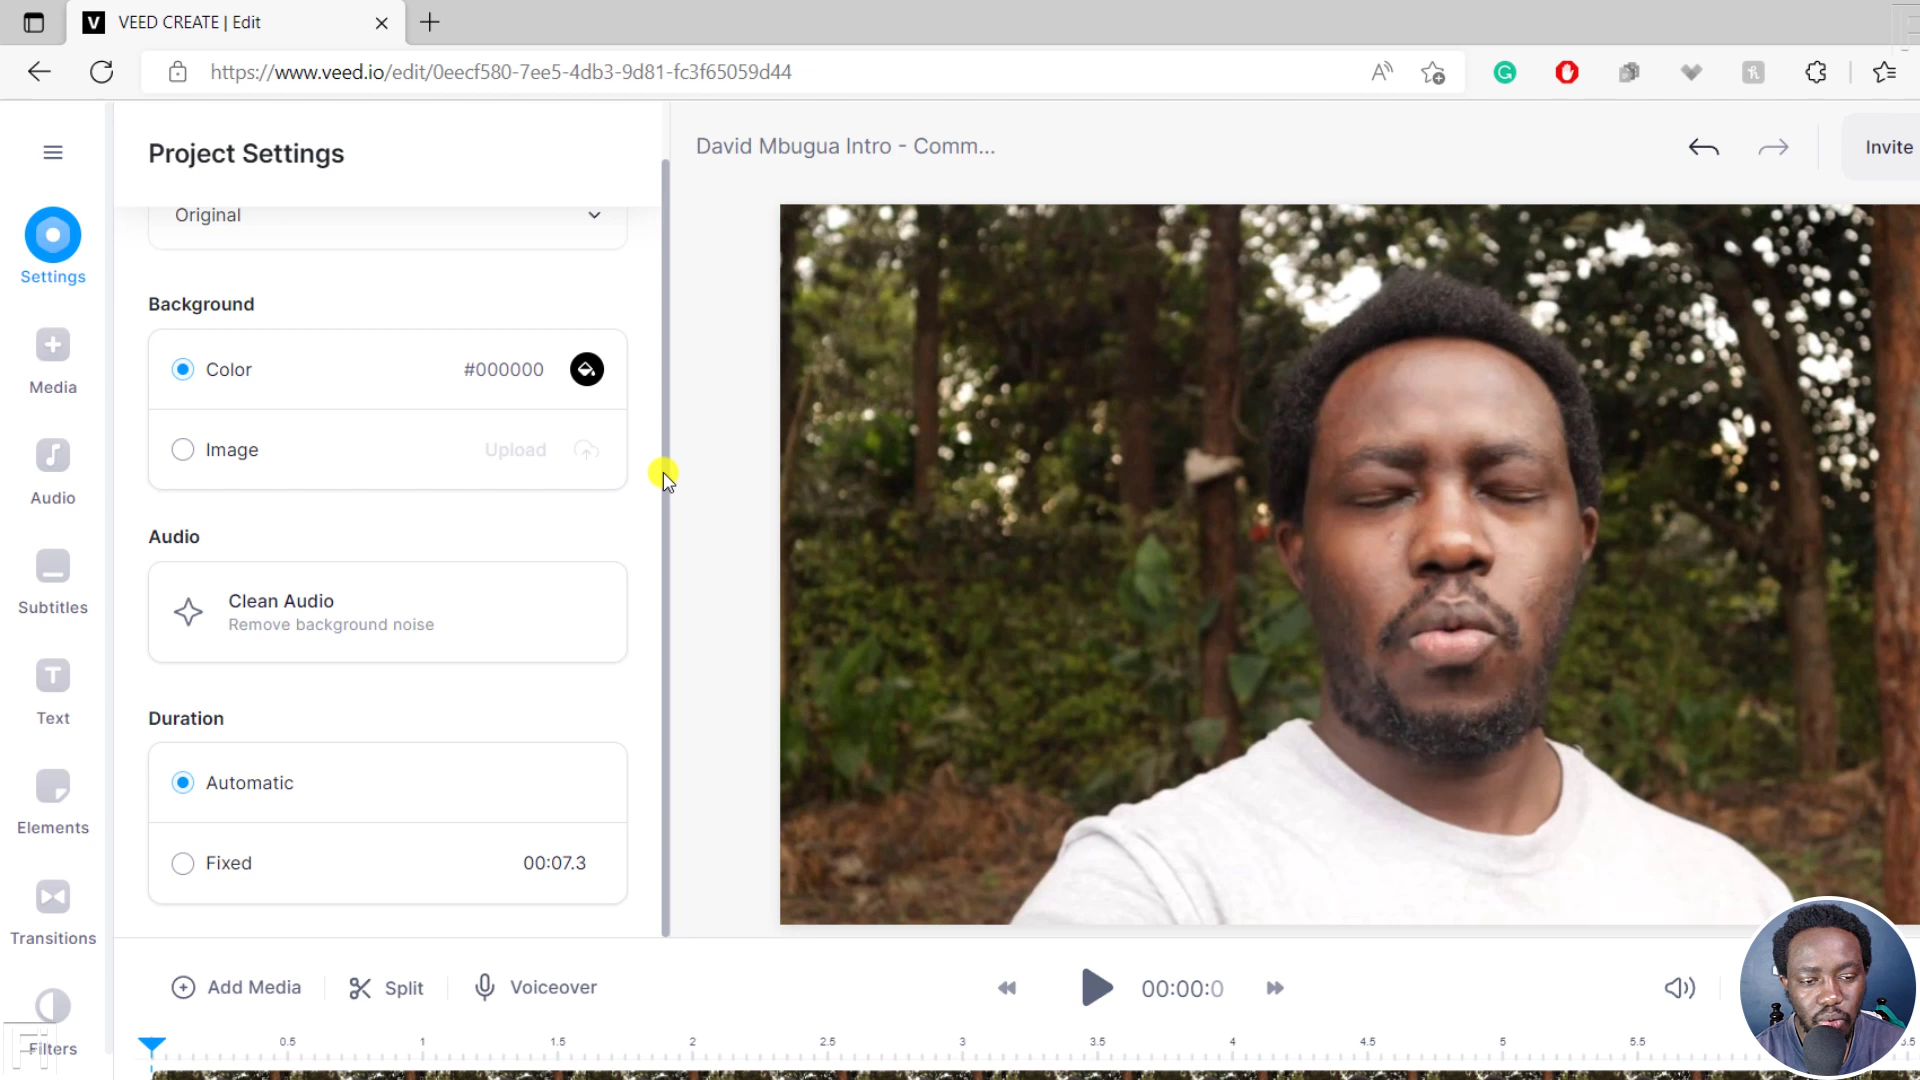 VEED CREATE | Edit
https://www.veed.io/edit/0eecf580-7ee5-4db3-9d81-fc3f65059d44
Project Settings
David Mbugua Intro - Comm...
Invite
Original
Settings
Background
Color #000000
Media
Image Upload
Audio
Audio
Clean Audio
Subtitles
Remove background noise
Text
Duration
Automatic
Elements
Fixed 00:07.3
Transitions
Add Media Split Voiceover 00:00:0
Filters
0.5 1 1.5 2 2.5 3 3.5 4 4.5 5 5.5